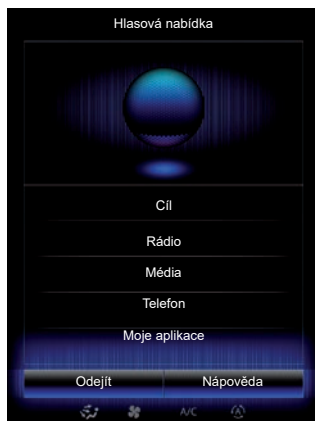 Hlasová nabídka
Cíl
Rádio
Média
Telefon
Moje aplikace
Odejít Nápověda
A/C